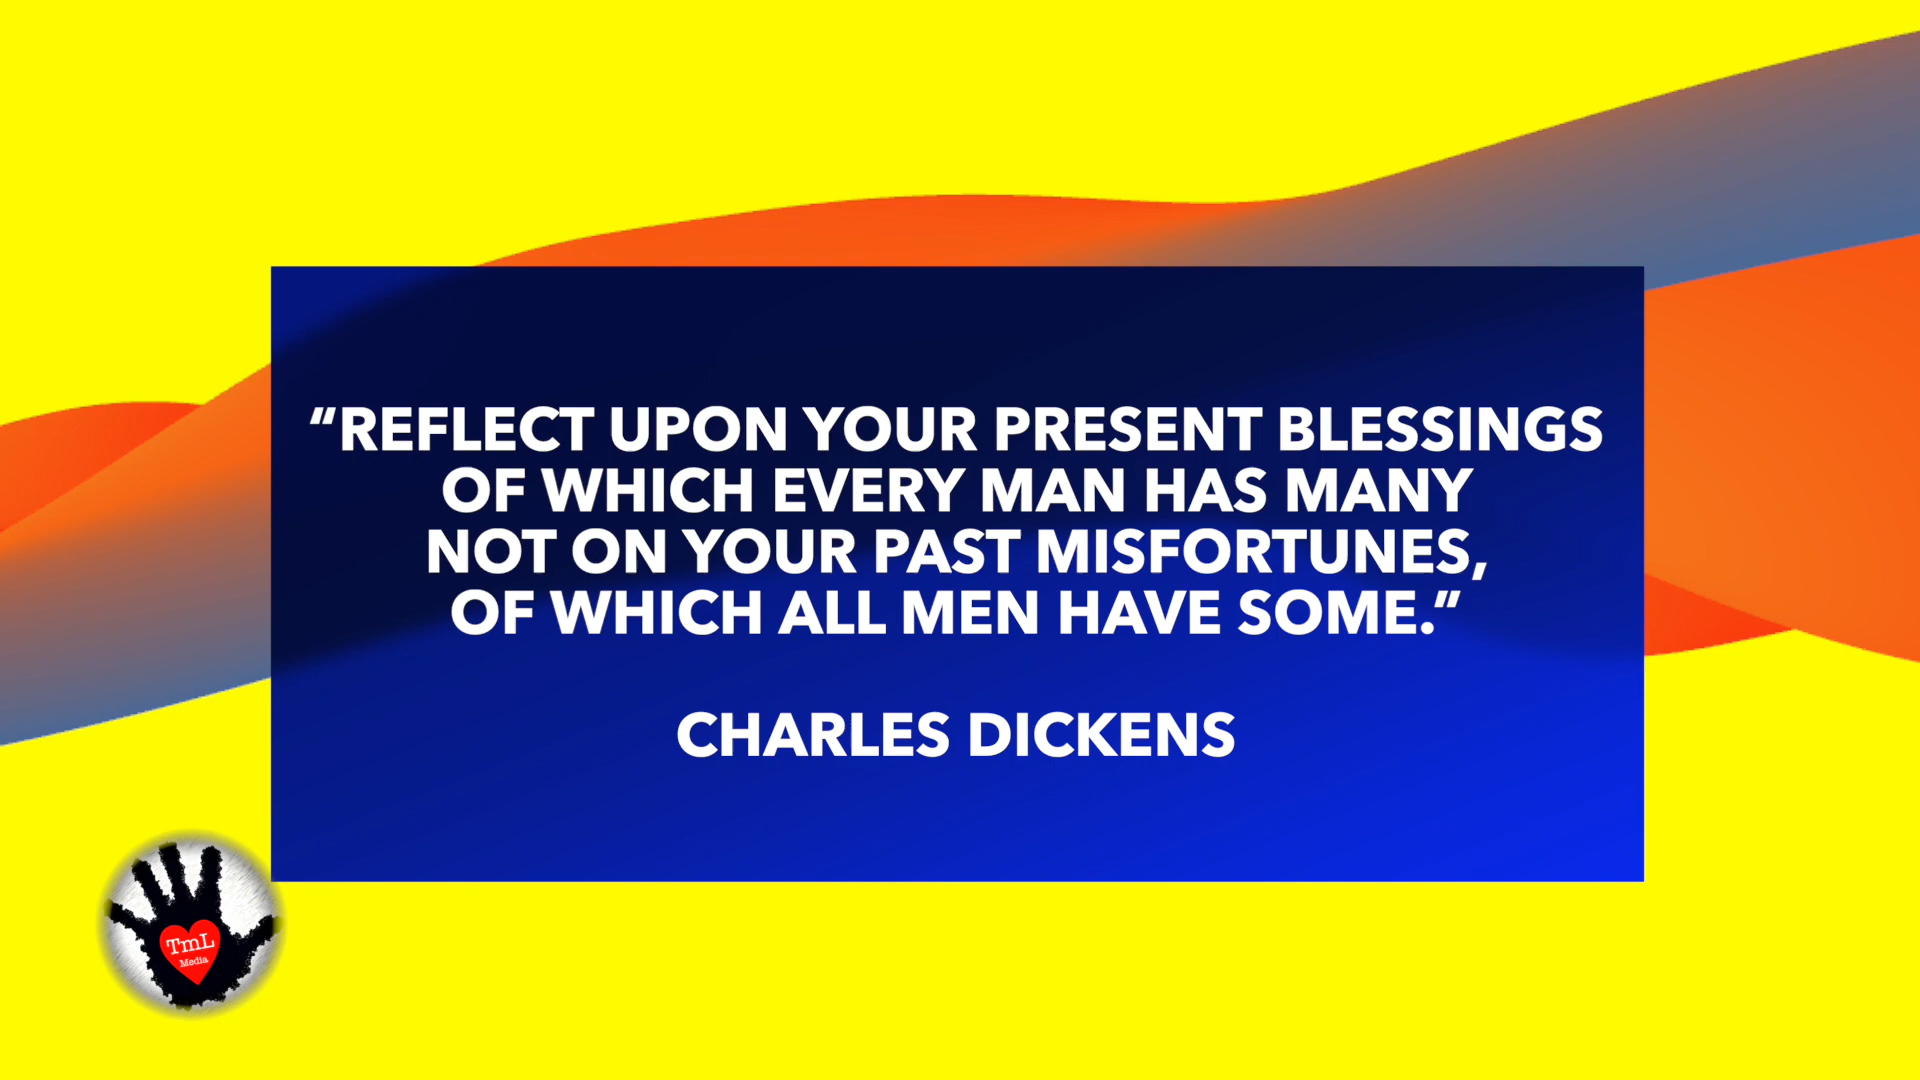 “REFLECT UPON YOUR PRESENT BLESSINGS
OF WHICH EVERY MAN HAS MANY
NOT ON YOUR PAST MISFORTUNES,
OF WHICH ALL MEN HAVE SOME.”
CHARLES DICKENS
TmL
Media